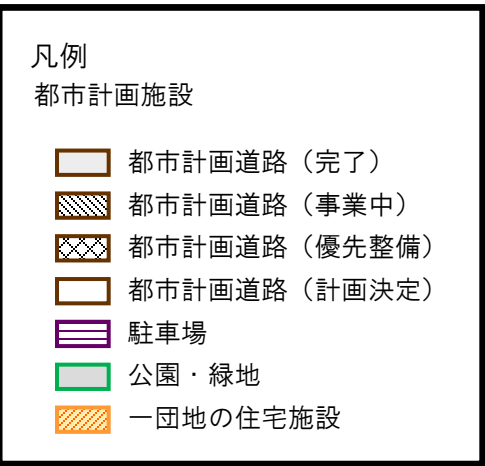 凡例
都市計画施設
都市計画道路（完了）
都市計画道路（事業中）
都市計画道路（優先整備）
都市計画道路（計画決定）
駐車場
公園・緑地
一団地の住宅施設